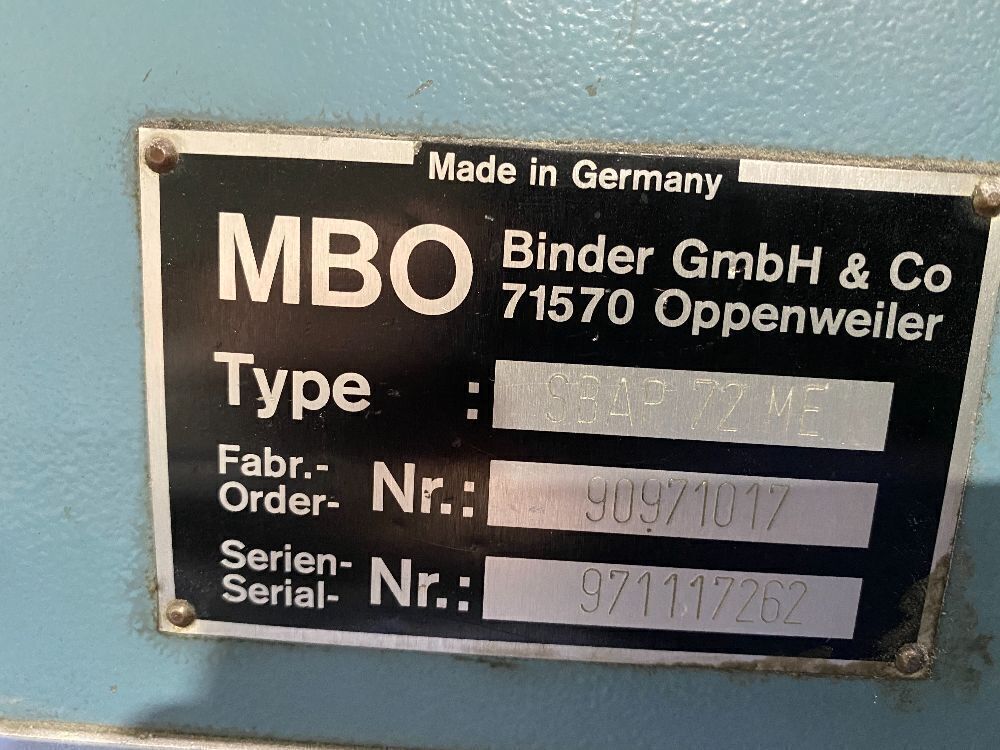 Made in Germany
MBO Binder GmbH & Co
71570 Oppenweiler
Type : SBAP 72 ME
Fabr.-
Order- Nr.: 90971017
Serien-
Serial- Nr.: 971117262